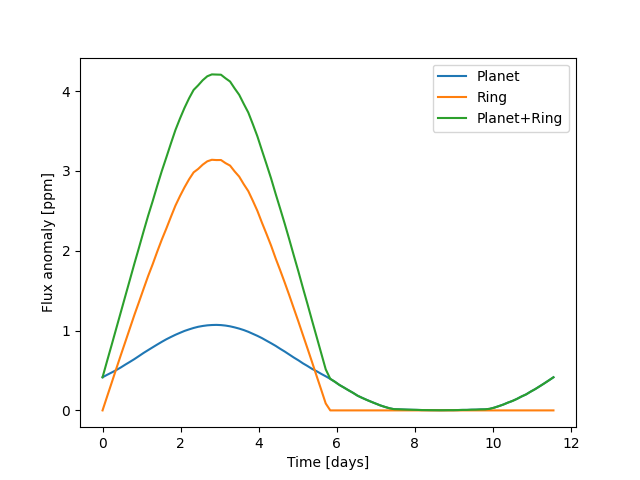 Planet
Ring
Planet+Ring
Flux anomaly [ppm]
4
3
2
1
0
0 2 4 6 8 10 12
Time [days]